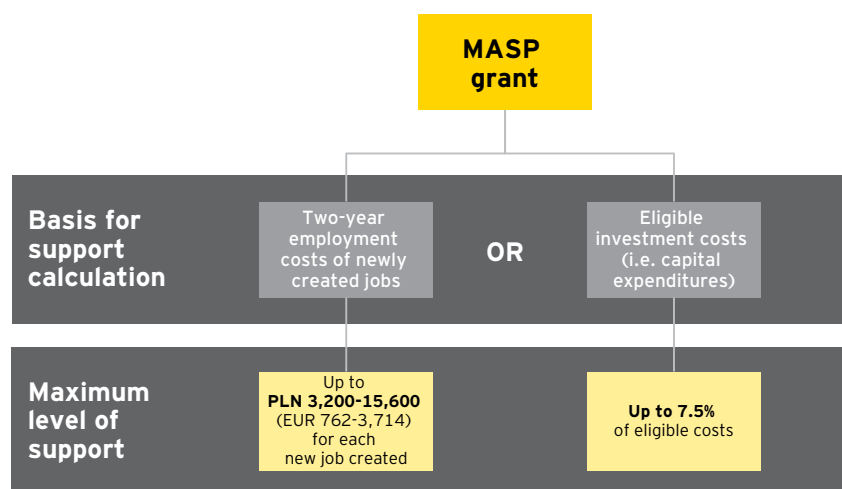 MASP
grant
Basis for
support
calculation
Two-year
employment
costs of newly
created jobs
OR
Eligible
investment costs
(i.e. capital
expenditures)
Maximum
level of
support
Up to
PLN 3,200-15,600
(EUR 762-3,714)
for each
new job created
Up to 7.5%
of eligible costs